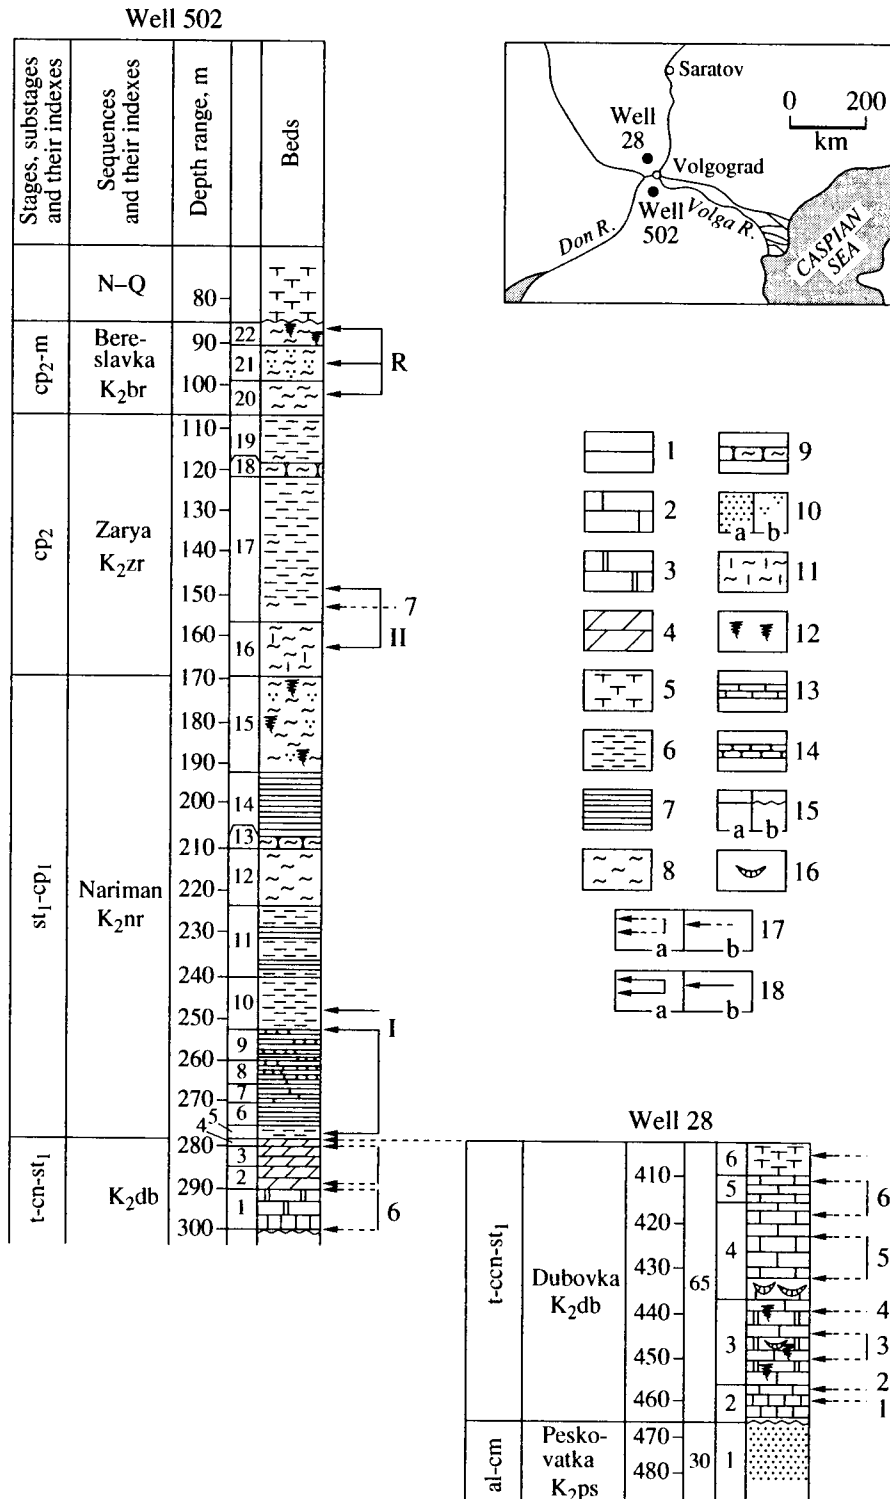 Well 502
Stages, substages
and their indexes
Sequences
and their indexes
Depth range, m
Beds
N–Q
80
cp2-m
Bere-
slavka
K2br
90
100
22
21
20
R
cp2
Zarya
K2zr
110
120
130
140
150
160
170
19
18
17
16
7
II
st1-cp1
Nariman
K2nr
180
190
200
210
220
230
240
250
260
270
15
14
13
12
11
10
9
8
7
6
5
4
I
t-cn-st1
K2db
280
290
300
3
2
1
6
Saratov
0 200
km
Well
28
Volgograd
Well
502
Don R.
Volga R.
CASPIAN
SEA
1
2
3
4
5
6
7
8
9
a b 10
11
12
13
14
a b 15
16
a b 17
a b 18
Well 28
t-ccn-st1
Dubovka
K2db
410
420
430
440
450
460
65
6
5
4
3
2
6
5
4
3
2
1
al-cm
Pesko-
vatka
K2ps
470
480
30
1